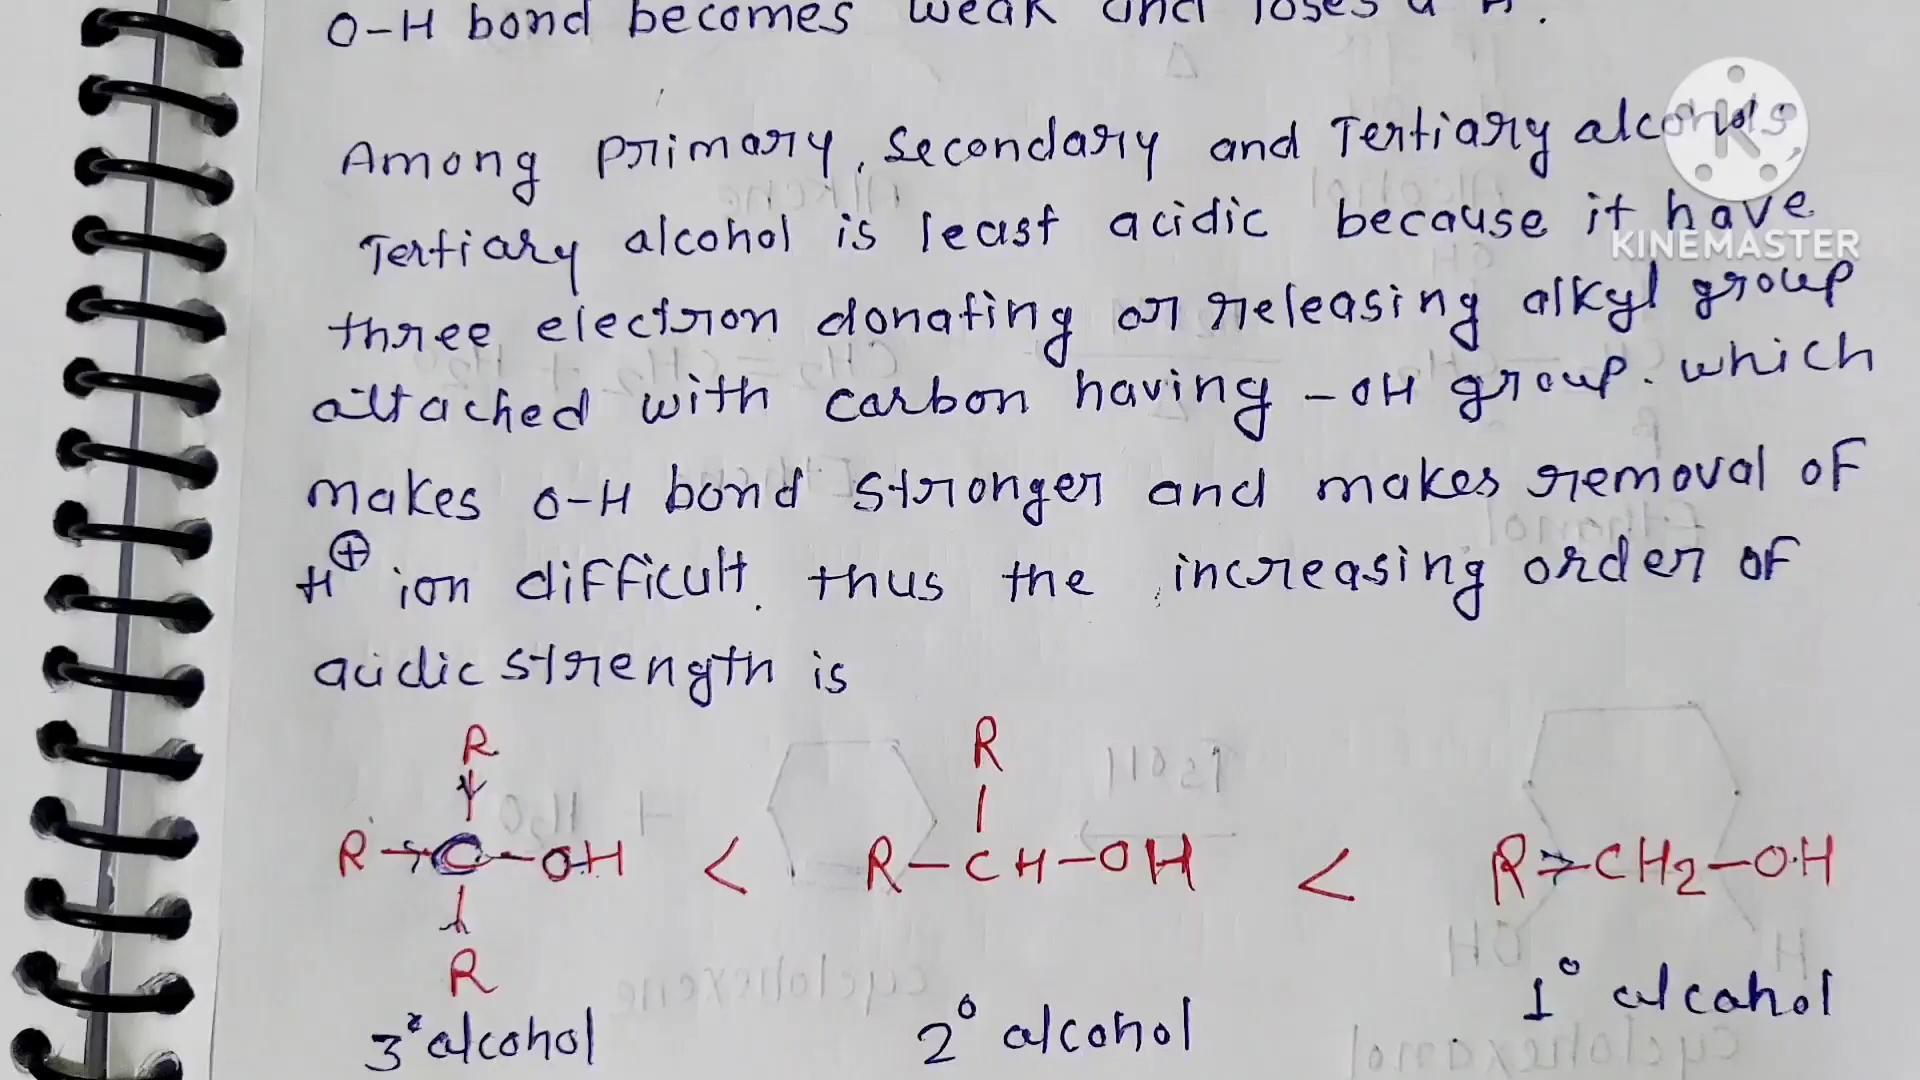 O-H bond becomes weak and loses a H⁺.
Among primary, secondary and Tertiary alcohols
Tertiary alcohol is least acidic because it have
KINEMASTER
three electron donating or releasing alkyl group
attached with carbon having -OH group. which
makes O-H bond stronger and makes removal of
H⊕ ion difficult. thus the increasing order of
acidic strength is
R R
R-C-OH < R-CH-OH < R-CH2-OH
R
3° alcohol 2° alcohol 1° alcahol